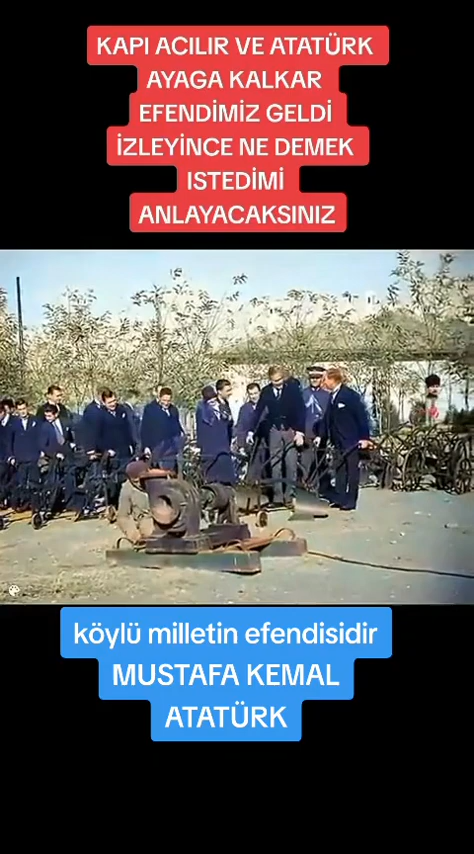 KAPI ACILIR VE ATATÜRK
AYAGA KALKAR
EFENDİMİZ GELDİ
İZLEYİNCE NE DEMEK
ISTEDİMİ
ANLAYACAKSINIZ
köylü milletin efendisidir
MUSTAFA KEMAL
ATATÜRK